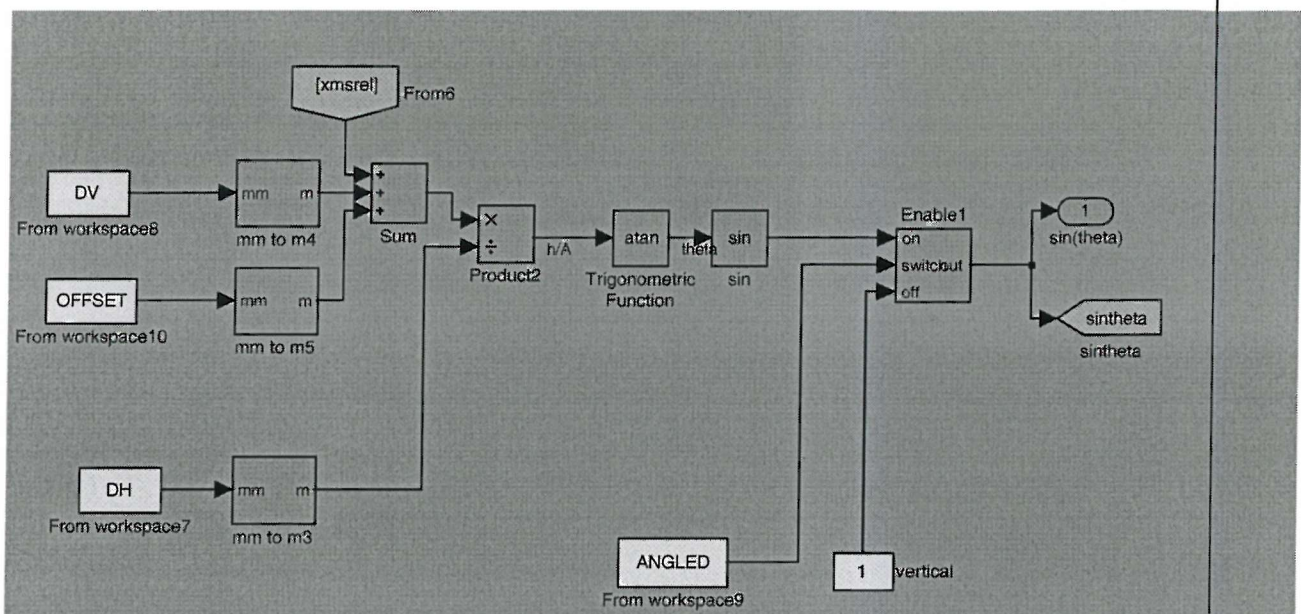 [xmsrel]
From6
DV
From workspace8
mm m
mm to m4
+
+
+
Sum
OFFSET
From workspace10
mm m
mm to m5
×
÷
Product2
h/A
atan
Trigonometric
Function
theta
sin
sin
Enable1
on
switch out
off
1
sin(theta)
sintheta
sintheta
DH
From workspace7
mm m
mm to m3
ANGLED
From workspace9
1
vertical